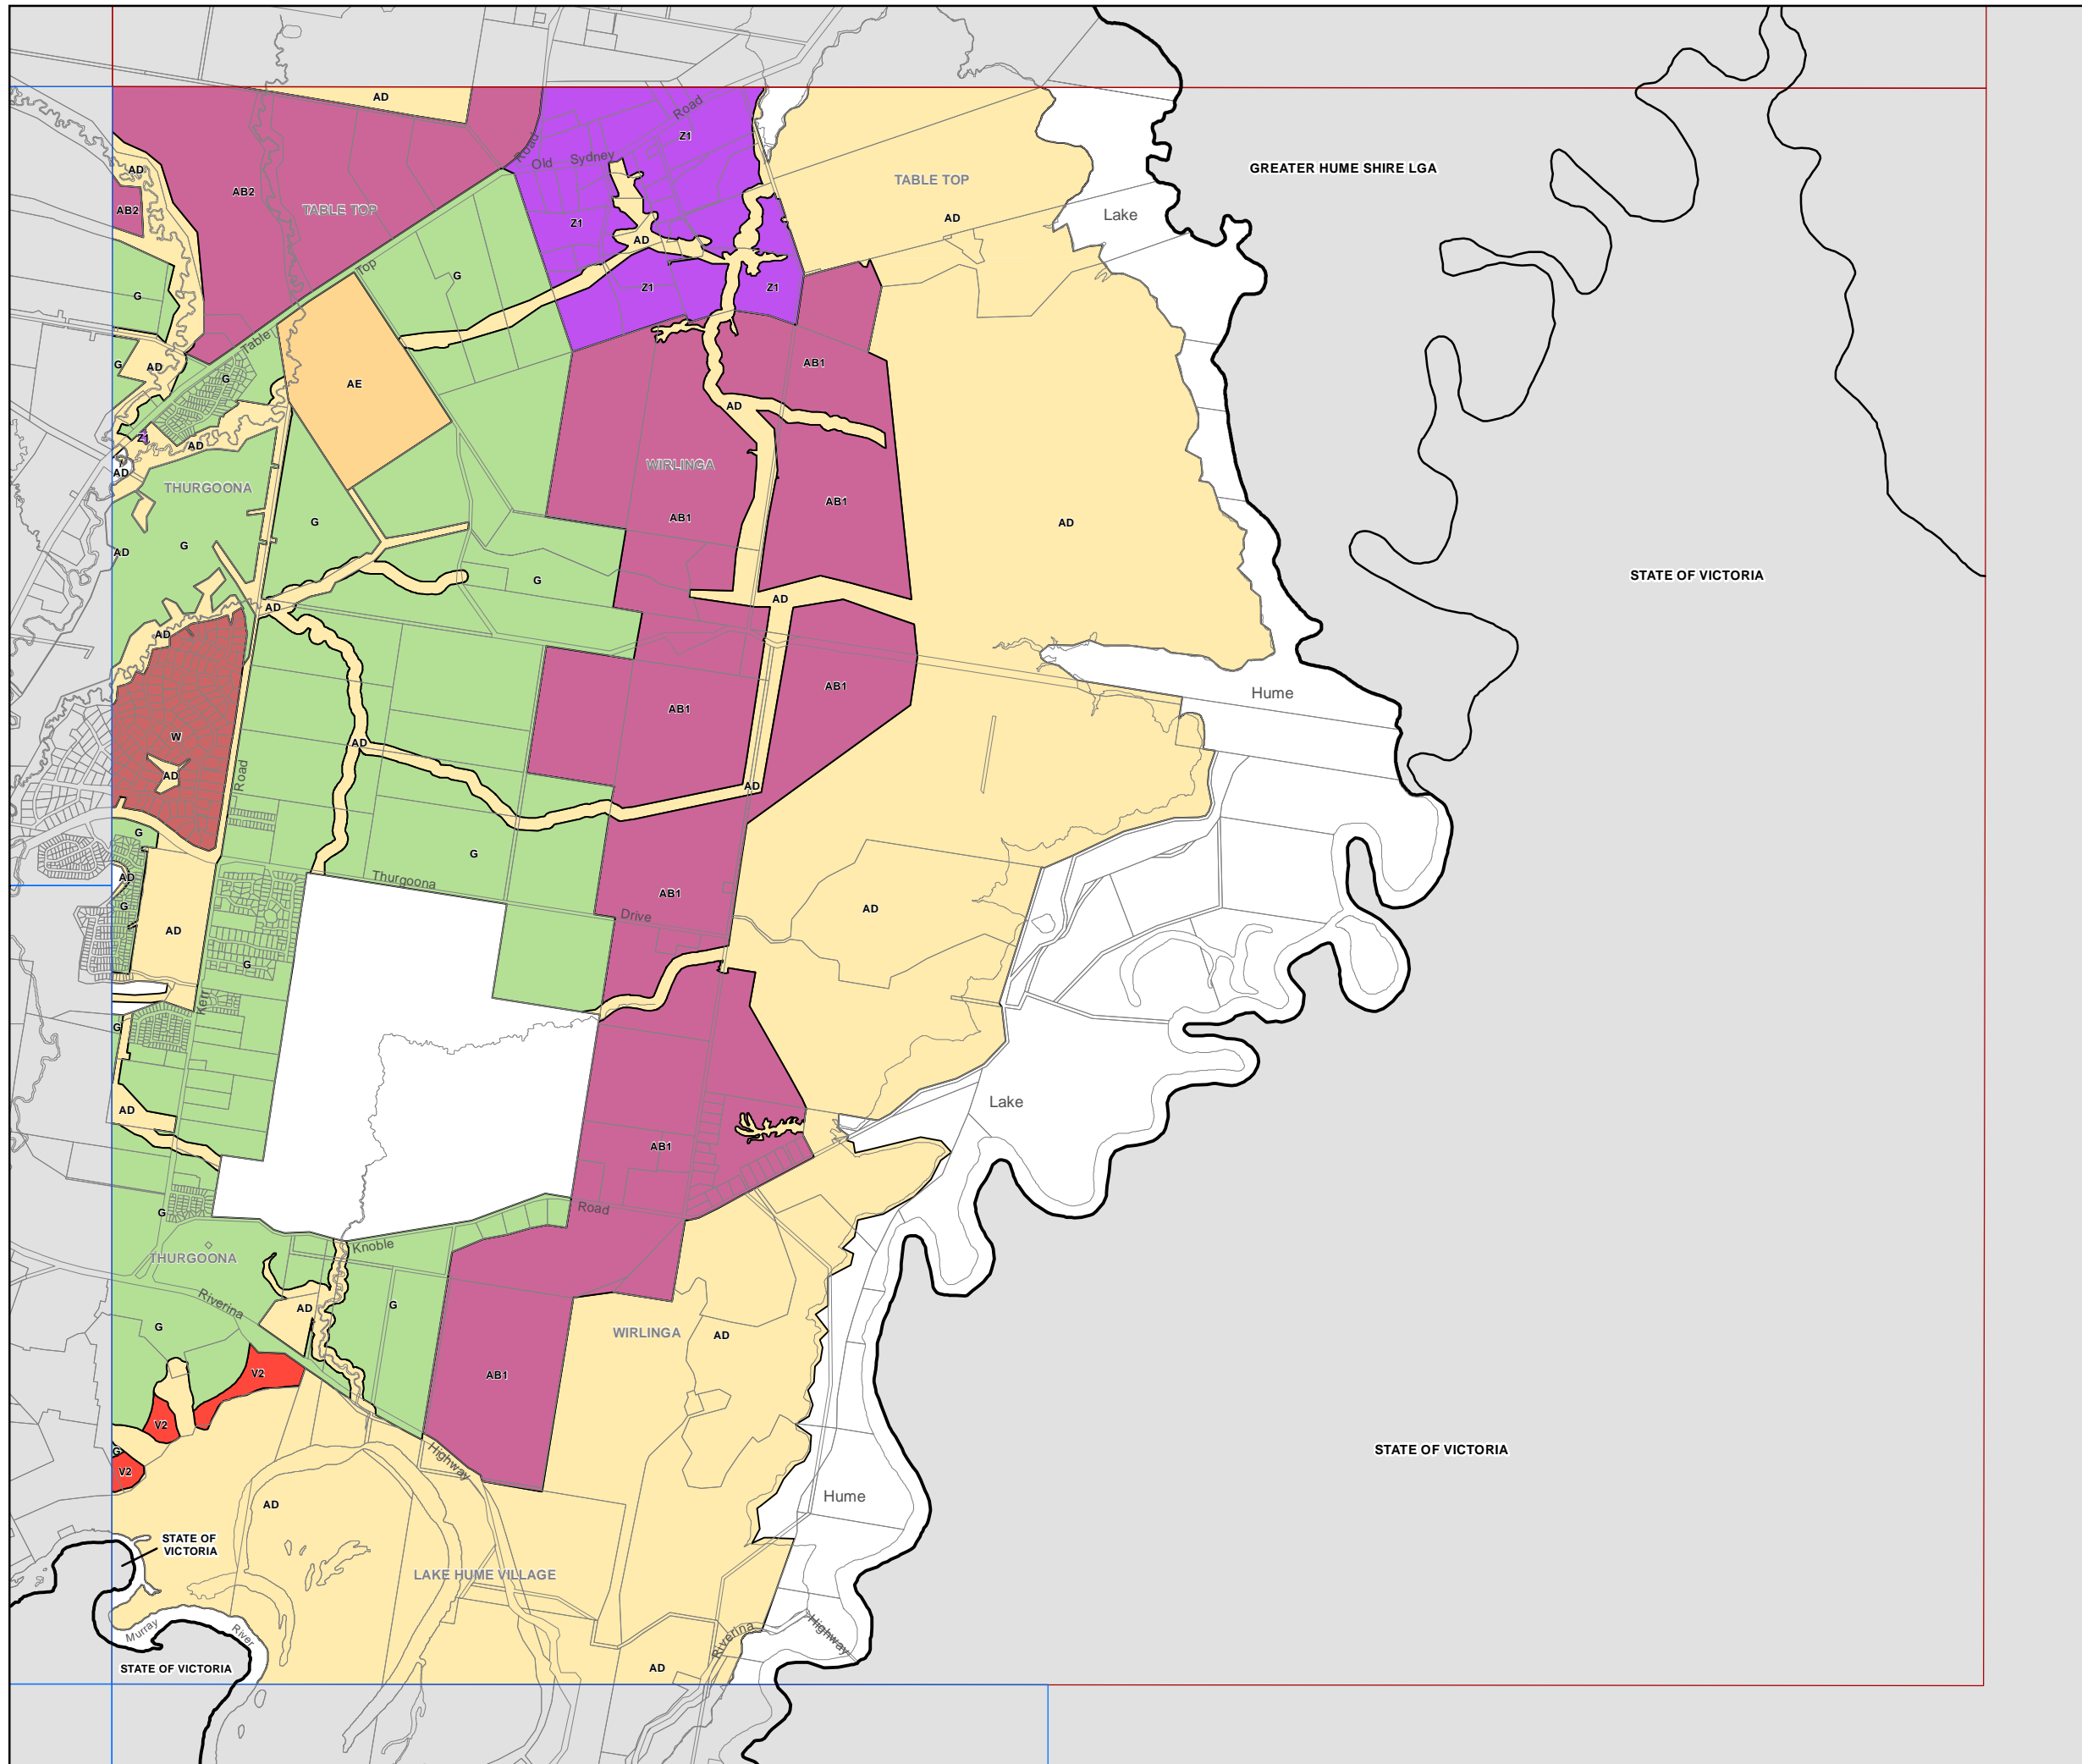 AD
Road
Z1
Road
Old Sydney
AD
GREATER HUME SHIRE LGA
TABLE TOP
AB2
AB2
TABLE TOP
Lake
AD
Z1
AD
Top
G
Z1
Z1
G
Table
AB1
G
AD
G
AE
AD
Z1
AD
WIRLINGA
AD
THURGOONA
AB1
AB1
G
AD
G
AD
STATE OF VICTORIA
G
AD
AD
AD
AB1
Hume
AB1
W
AD
Road
AD
AD
G
G
Thurgoona
AD
AB1
G
Drive
AD
AD
G
Kerr
G
Lake
AD
AB1
Road
G
Knoble
THURGOONA
Riverina
AD
G
G
WIRLINGA
AD
V2
AB1
V2
G
Highway
STATE OF VICTORIA
V2
Hume
AD
STATE OF
VICTORIA
LAKE HUME VILLAGE
Murray
River
Riverina
Highway
STATE OF VICTORIA
AD